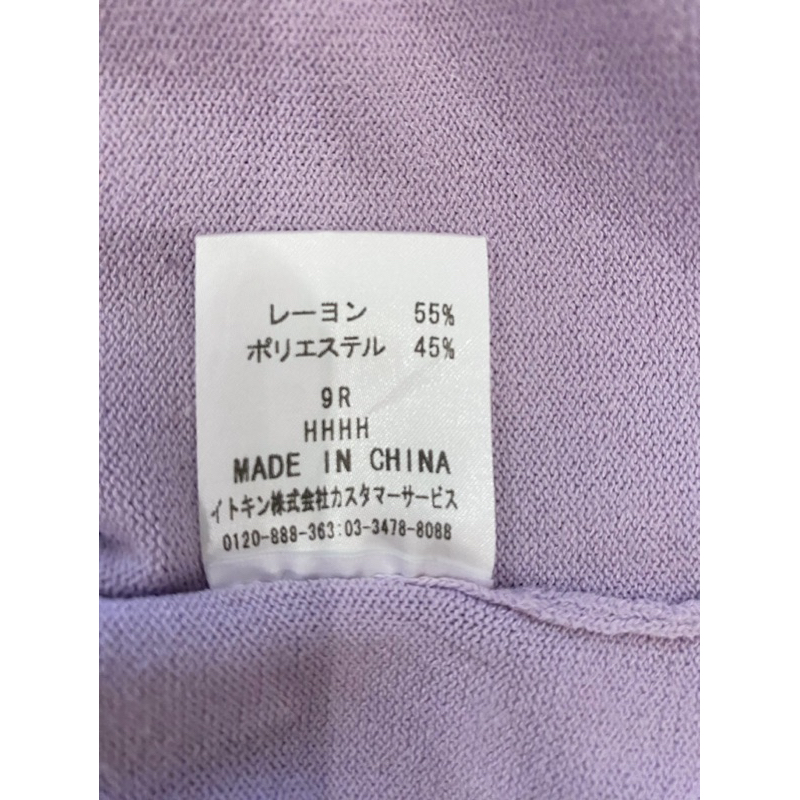 レーヨン 55%
ポリエステル 45%
9R
HHHH
MADE IN CHINA
イトキン株式会社カスタマーサービス
0120-888-363:03-3478-8088